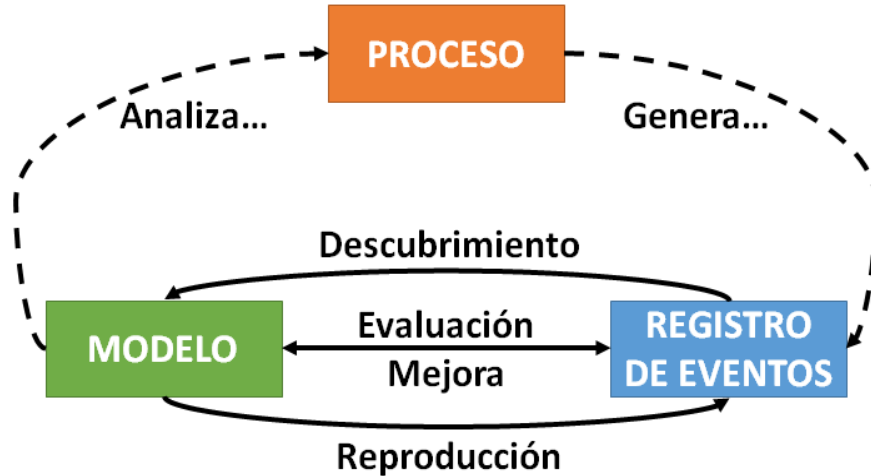 PROCESO
Analiza...
Genera...
Descubrimiento
MODELO
Evaluación
Mejora
REGISTRO
DE EVENTOS
Reproducción